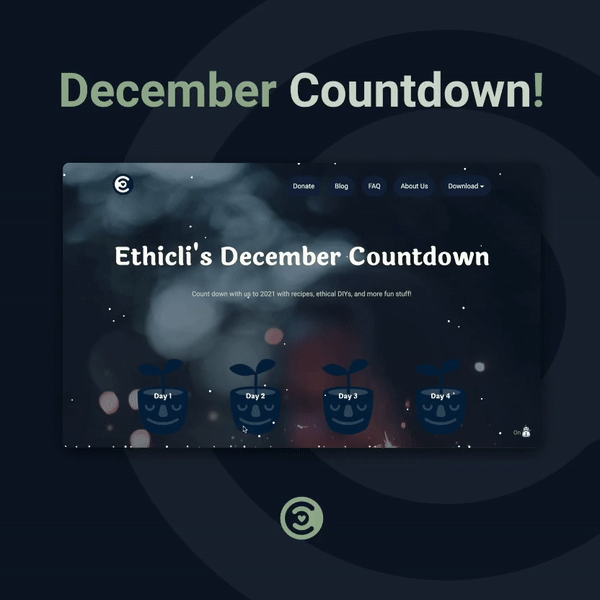 December Countdown!
Donate Blog FAQ About Us Download
Ethicli's December Countdown
Count down with us to 2021 with recipes, ethical DIYs, and more fun stuff!
Day 1 Day 2 Day 3 Day 4
On